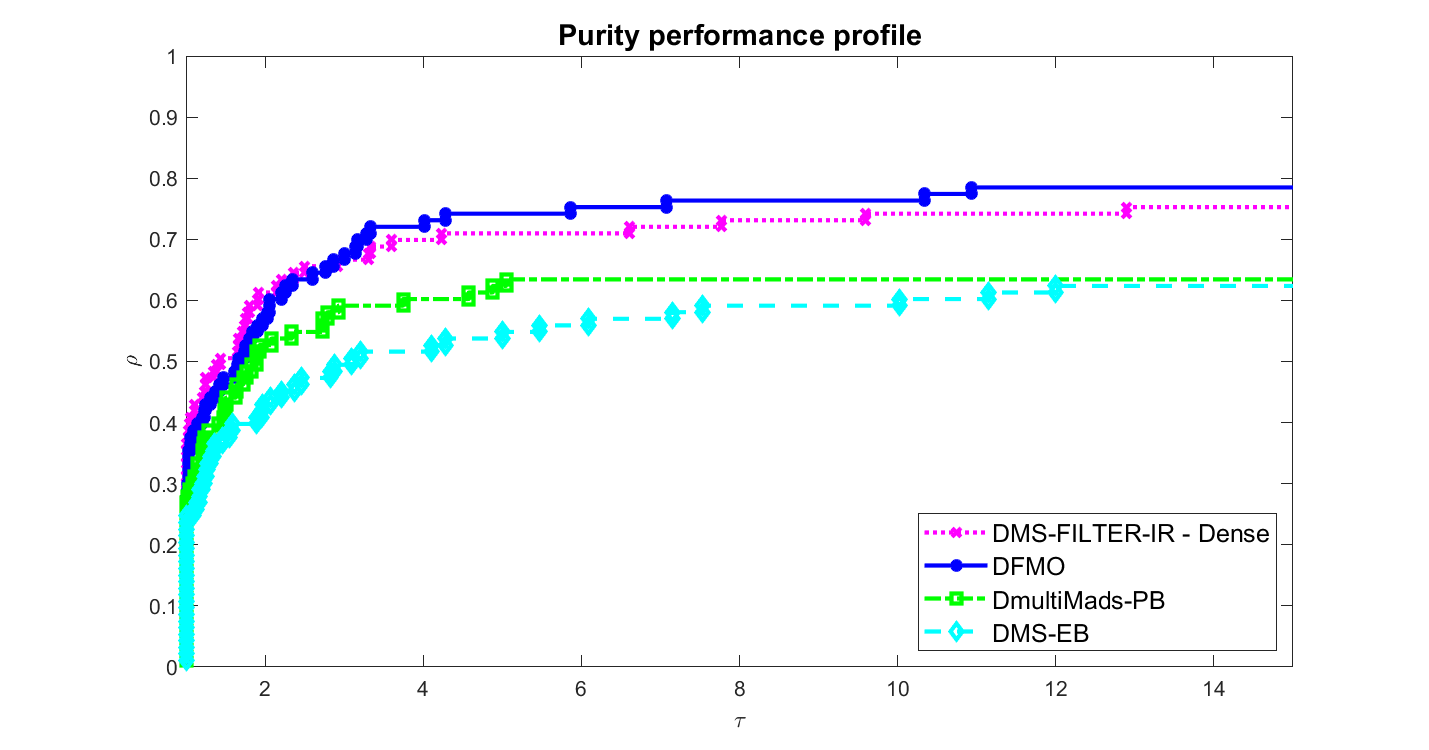 Purity performance profile
1
0.9
0.8
0.7
0.6
0.5
0.4
0.3
0.2
0.1
0
ρ
2 4 6 8 10 12 14
τ
DMS-FILTER-IR - Dense
DFMO
DmultiMads-PB
DMS-EB